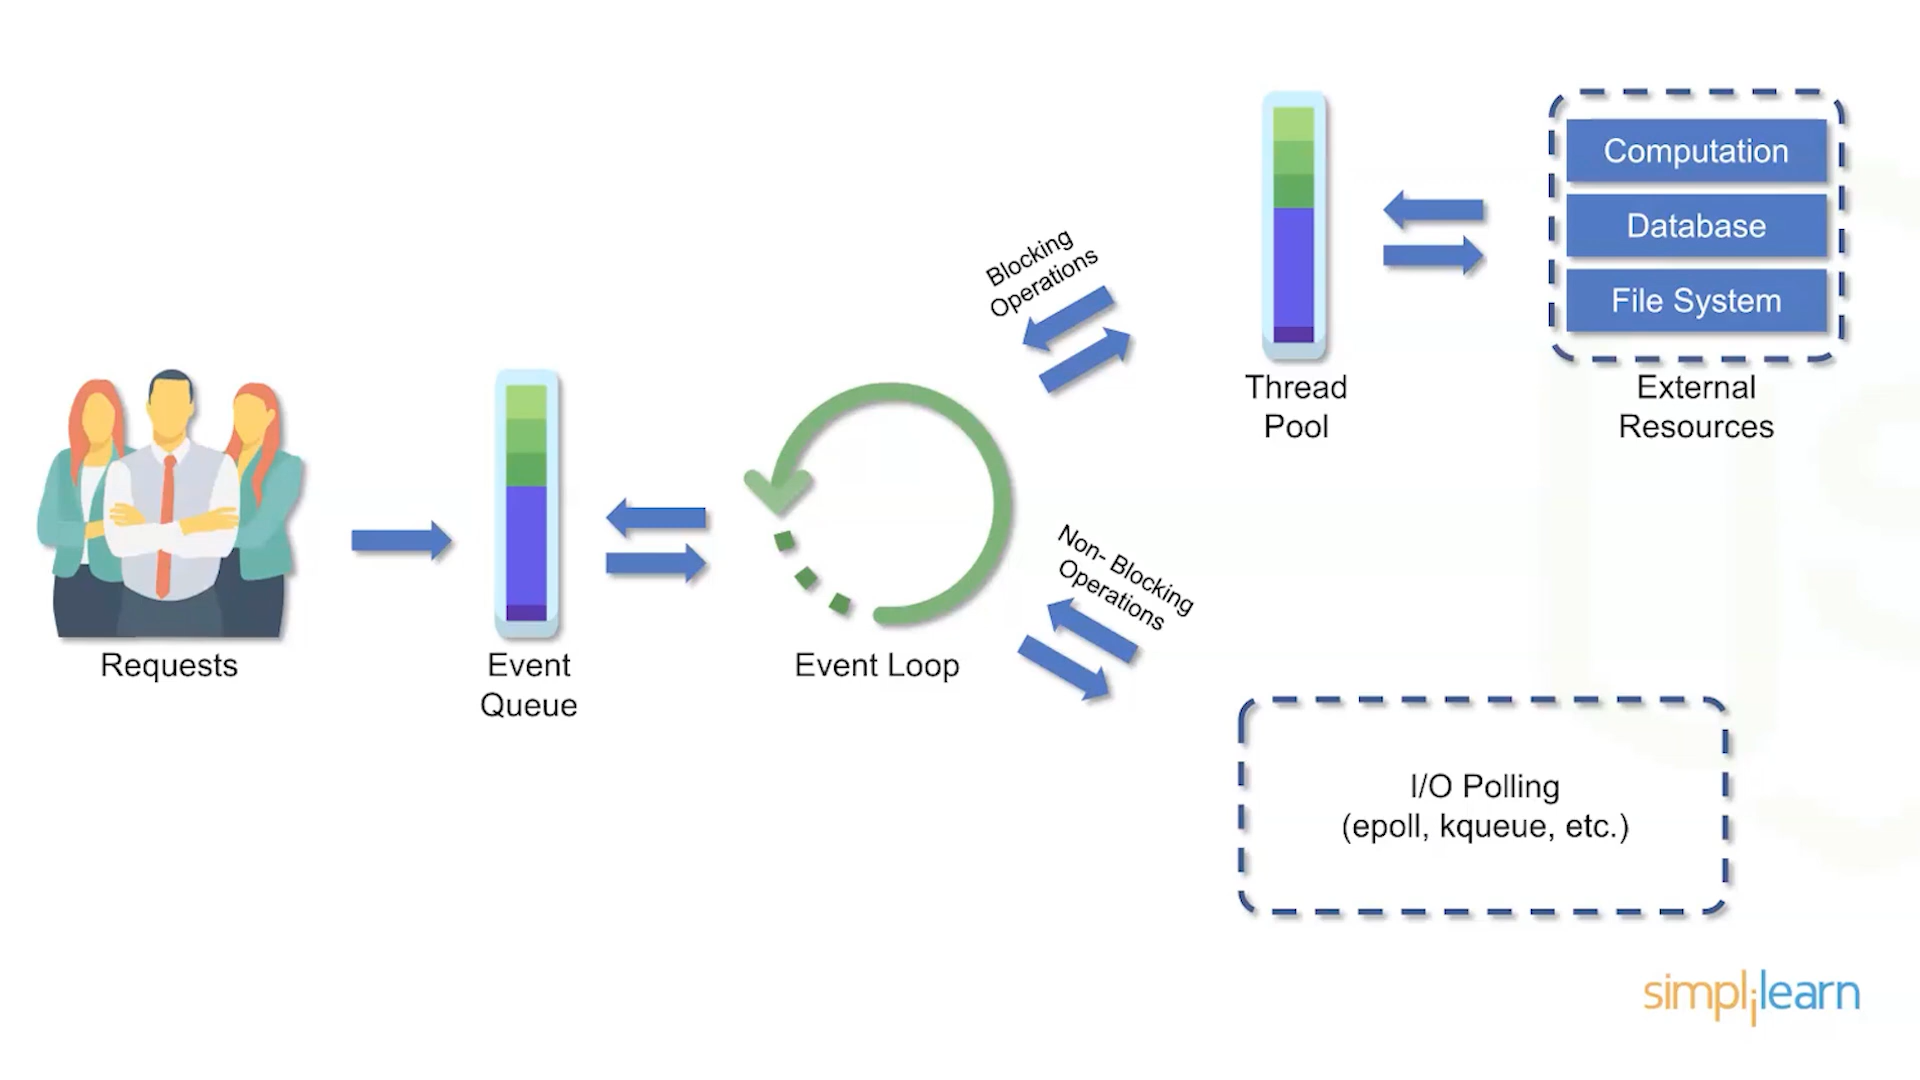 Requests
Event
Queue
Event Loop
Blocking
Operations
Non- Blocking
Operations
Thread
Pool
Computation
Database
File System
External
Resources
I/O Polling
(epoll, kqueue, etc.)
simplilearn